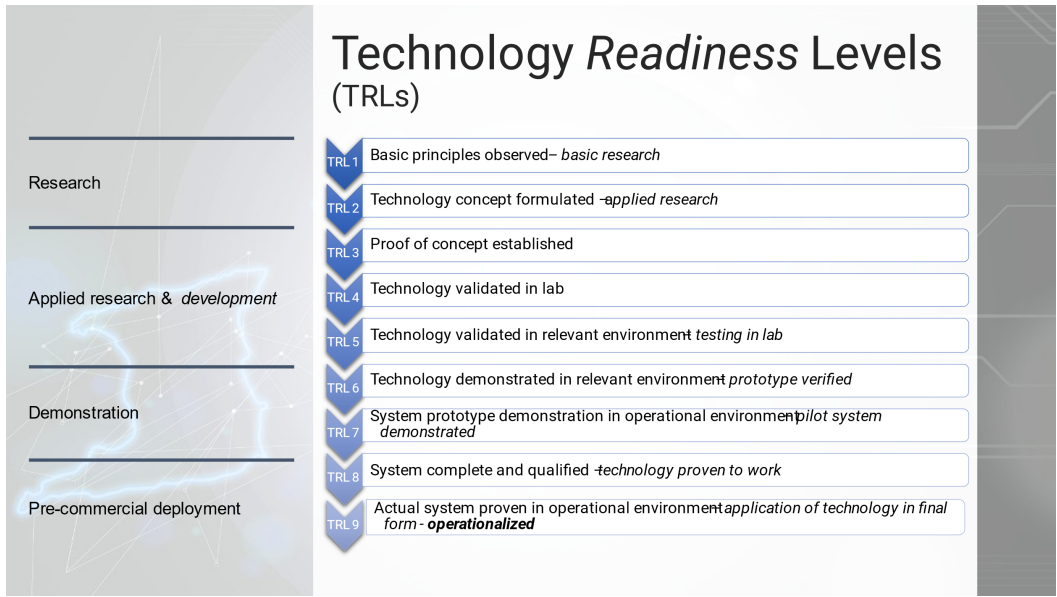 Technology Readiness Levels
(TRLs)
Research
Applied research & development
Demonstration
Pre-commercial deployment
TRL 1 Basic principles observed– basic research
TRL 2 Technology concept formulated –applied research
TRL 3 Proof of concept established
TRL 4 Technology validated in lab
TRL 5 Technology validated in relevant environment– testing in lab
TRL 6 Technology demonstrated in relevant environment– prototype verified
TRL 7 System prototype demonstration in operational environment–pilot system
demonstrated
TRL 8 System complete and qualified –technology proven to work
TRL 9 Actual system proven in operational environment–application of technology in final
form - operationalized